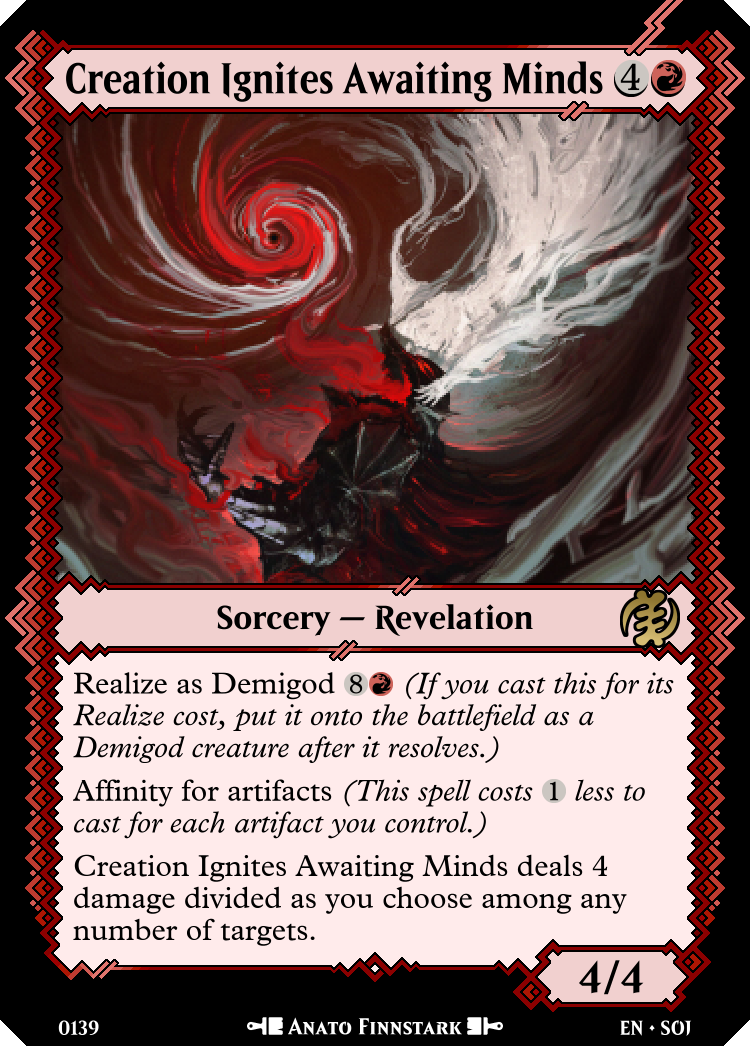 Creation Ignites Awaiting Minds 4
Sorcery — Revelation
Realize as Demigod 8 (If you cast this for its
Realize cost, put it onto the battlefield as a
Demigod creature after it resolves.)
Affinity for artifacts (This spell costs 1 less to
cast for each artifact you control.)
Creation Ignites Awaiting Minds deals 4
damage divided as you choose among any
number of targets.
4/4
0139
Anato Finnstark
EN • SOJ